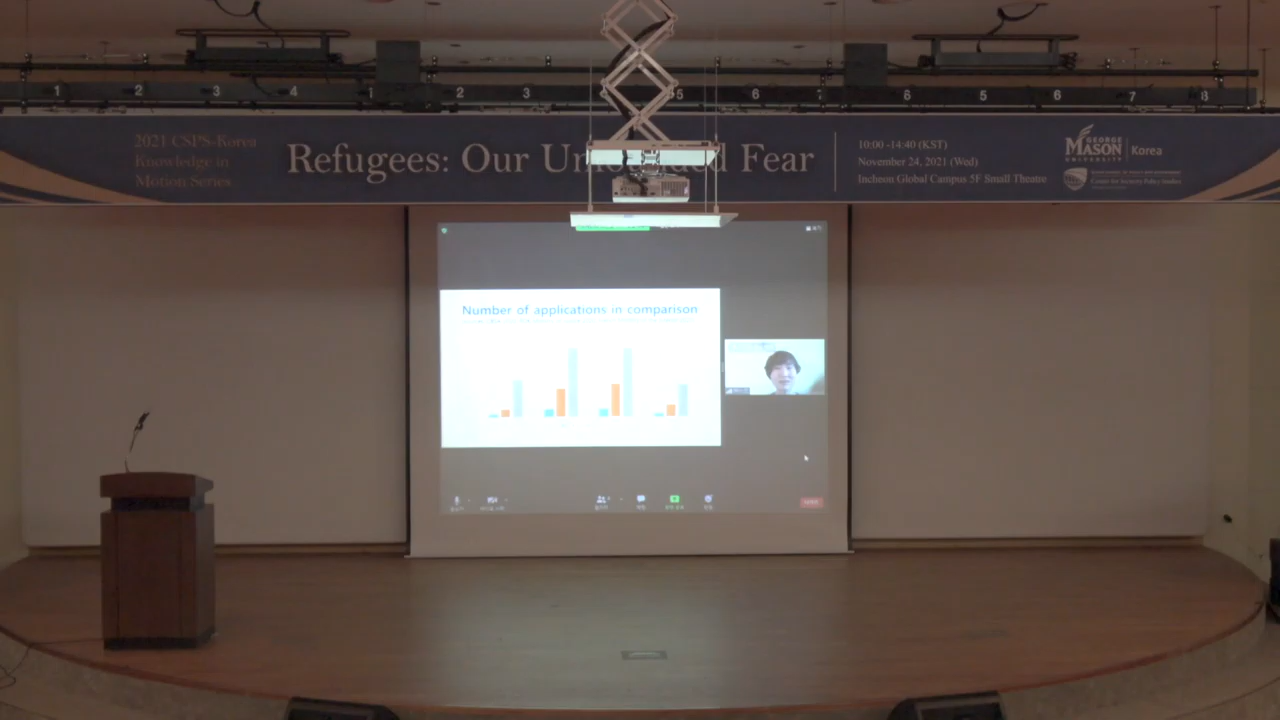 1 2 3 4 2 3 5 6 6 5 6 7 8
2021 CSPS-Korea
Knowledge in
Motion Series
Refugees: Our Un d Fear
10:00 -14:40 (KST)
November 24, 2021 (Wed)
Incheon Global Campus 5F Small Theatre
GEORGE
MASON
UNIVERSITY
Korea
Center for Security Policy Studies
Number of applications in comparison